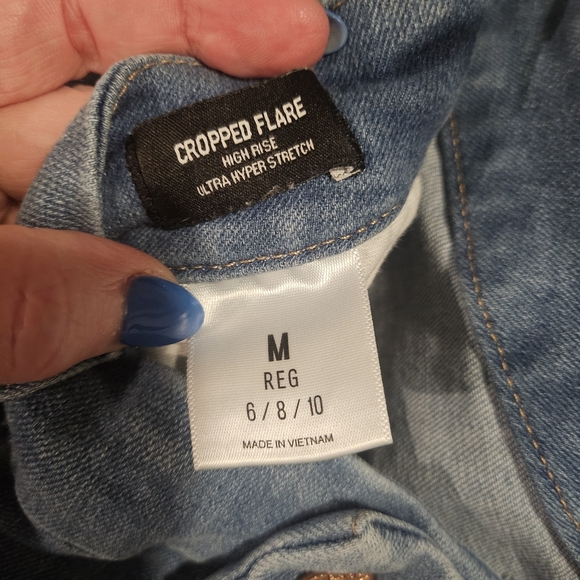 CROPPED FLARE
HIGH RISE
ULTRA HYPER STRETCH
M
REG
6/8/10
MADE IN VIETNAM